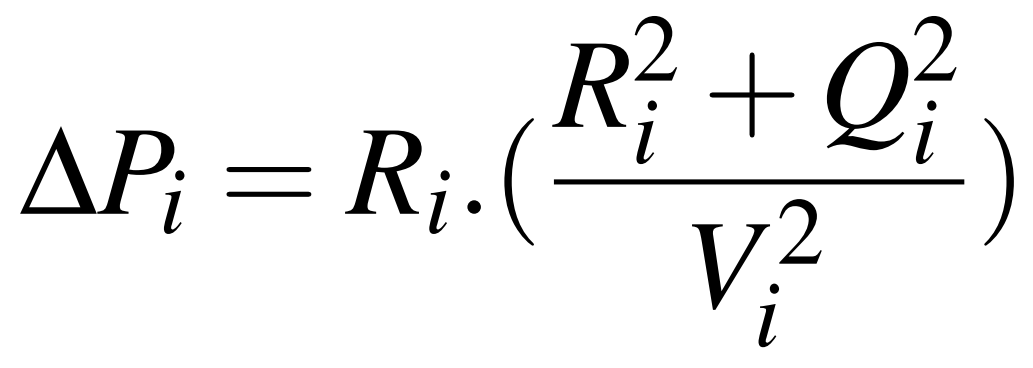 ΔP_i = R_i.(\frac{R_i^2 + Q_i^2}{V_i^2})